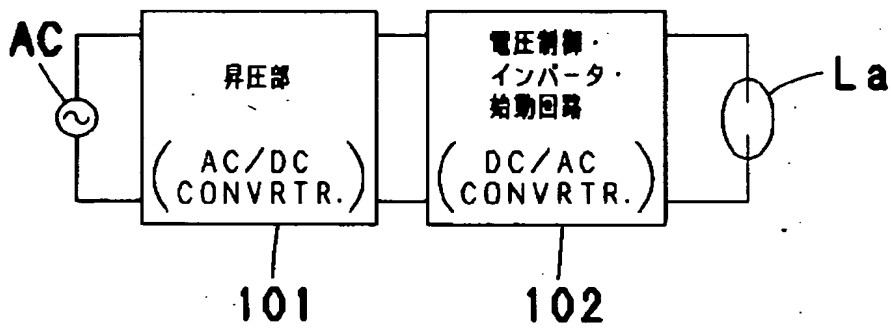 AC
昇圧部
(AC/DC
CONVRTR.)
電圧制御・
インバータ・
始動回路
(DC/AC
CONVRTR.)
La
101
102